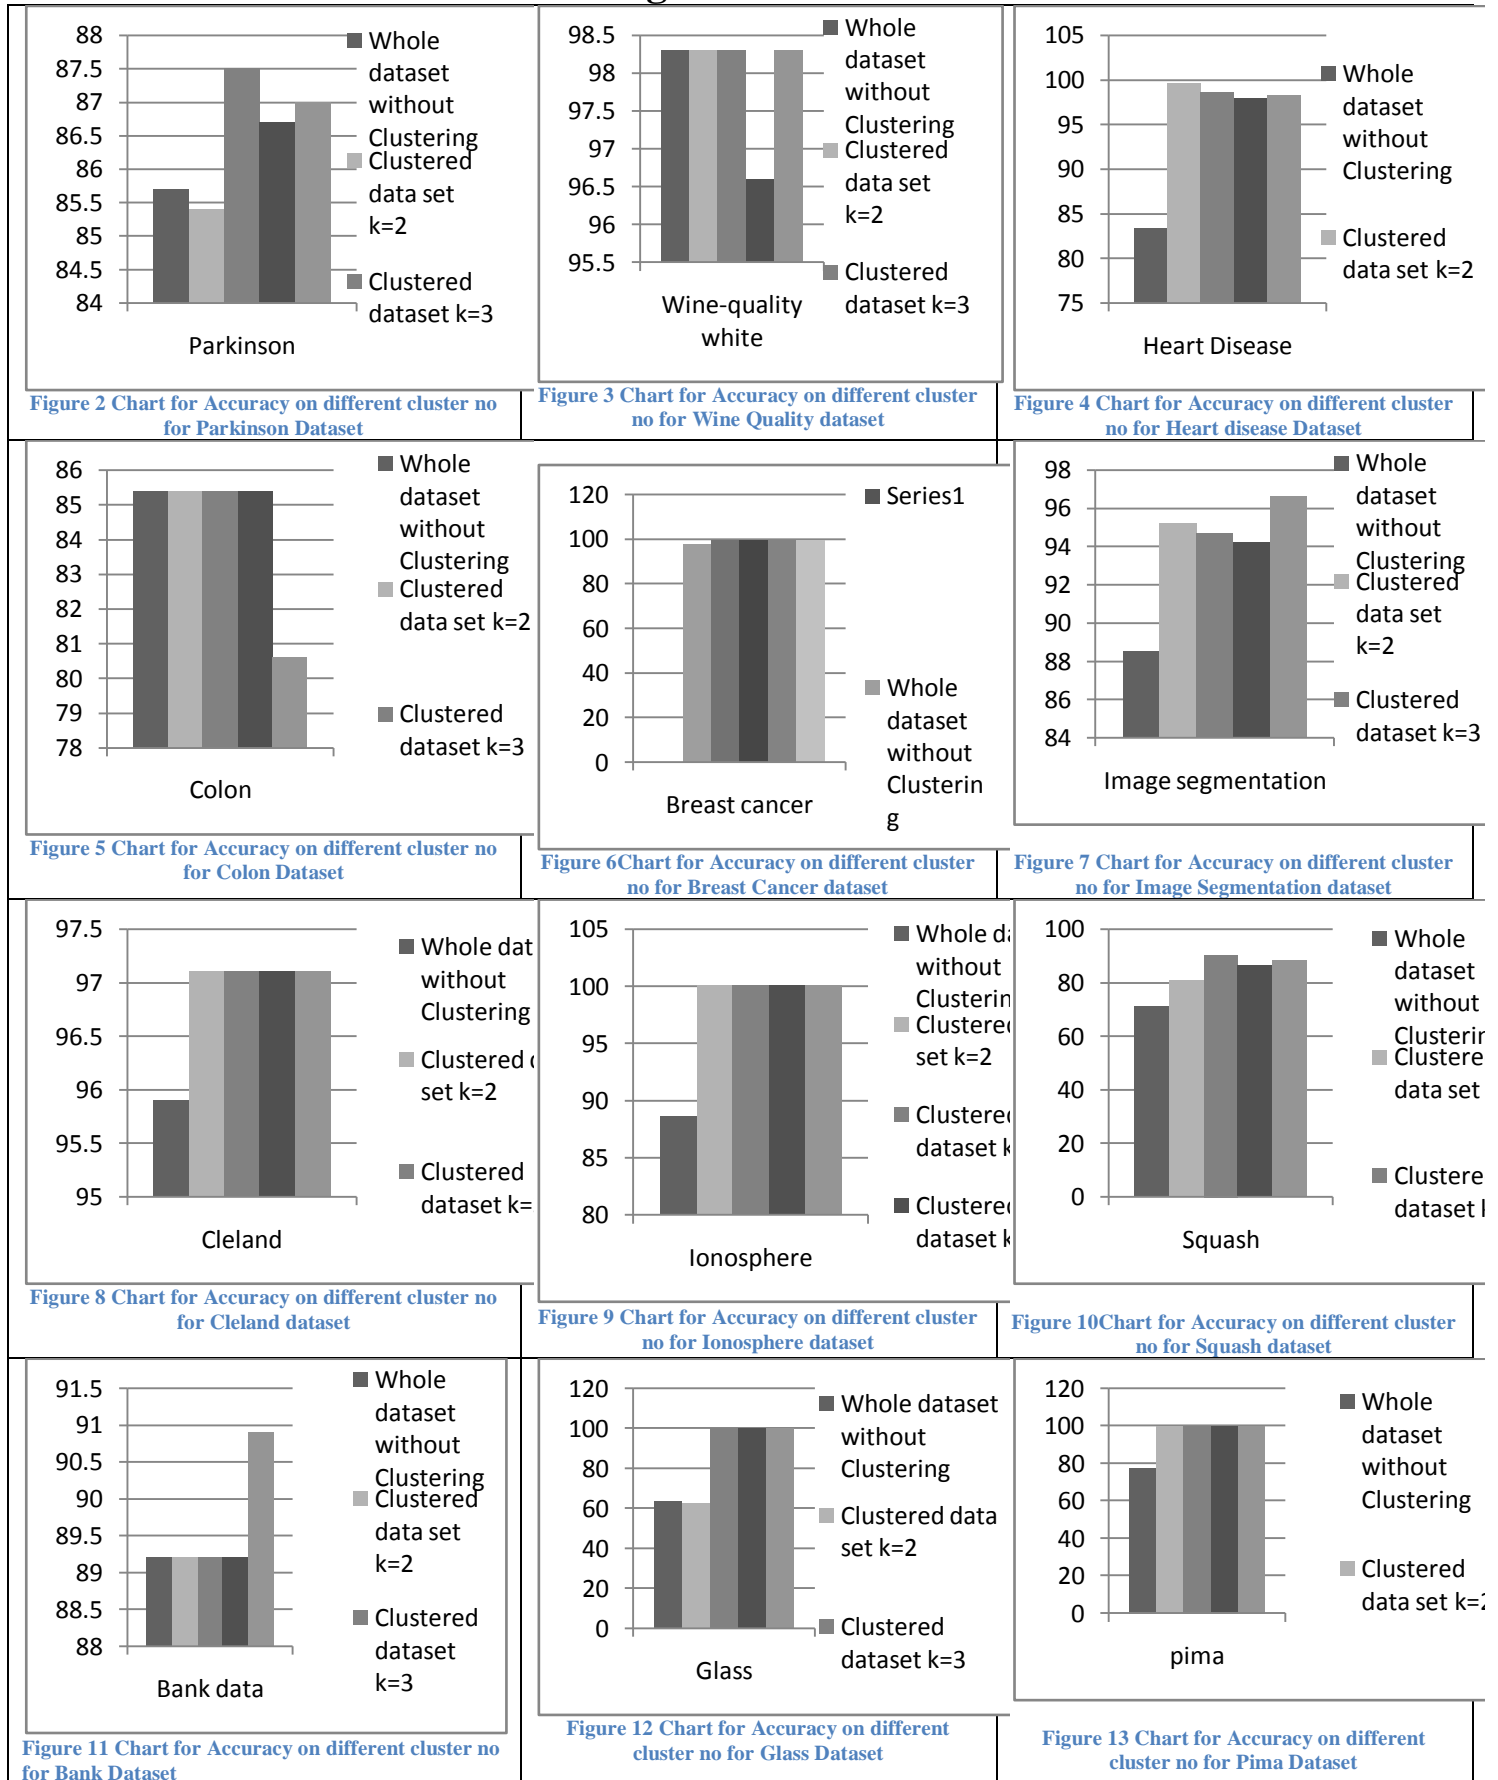 88
87.5
87
86.5
86
85.5
85
84.5
84
Parkinson
Whole
dataset
without
Clustering
Clustered
data set
k=2
Clustered
dataset k=3
Figure 2 Chart for Accuracy on different cluster no
for Parkinson Dataset
98.5
98
97.5
97
96.5
96
95.5
Wine-quality
white
Whole
dataset
without
Clustering
Clustered
data set
k=2
Clustered
dataset k=3
Figure 3 Chart for Accuracy on different cluster
no for Wine Quality dataset
105
100
95
90
85
80
75
Heart Disease
Whole
dataset
without
Clustering
Clustered
data set k=2
Figure 4 Chart for Accuracy on different cluster
no for Heart disease Dataset
86
85
84
83
82
81
80
79
78
Colon
Whole
dataset
without
Clustering
Clustered
data set k=2
Clustered
dataset k=3
Figure 5 Chart for Accuracy on different cluster no
for Colon Dataset
120
100
80
60
40
20
0
Breast cancer
Series1
Whole
dataset
without
Clusterin
g
Figure 6Chart for Accuracy on different cluster
no for Breast Cancer dataset
98
96
94
92
90
88
86
84
Image segmentation
Whole
dataset
without
Clustering
Clustered
data set
k=2
Clustered
dataset k=3
Figure 7 Chart for Accuracy on different cluster
no for Image Segmentation dataset
97.5
97
96.5
96
95.5
95
Cleland
Whole dat
without
Clustering
Clustered
set k=2
Clustered
dataset k=
Figure 8 Chart for Accuracy on different cluster no
for Cleland dataset
105
100
95
90
85
80
Ionosphere
Whole da
without
Clusterin
Clustered
set k=2
Clustered
dataset k
Clustered
dataset k
Figure 9 Chart for Accuracy on different cluster
no for Ionosphere dataset
100
80
60
40
20
0
Squash
Whole
dataset
without
Clusterin
Clustere
data set
Clustere
dataset
Figure 10Chart for Accuracy on different cluster
no for Squash dataset
91.5
91
90.5
90
89.5
89
88.5
88
Bank data
Whole
dataset
without
Clustering
Clustered
data set
k=2
Clustered
dataset
k=3
Figure 11 Chart for Accuracy on different cluster no
for Bank Dataset
120
100
80
60
40
20
0
Glass
Whole dataset
without
Clustering
Clustered data
set k=2
Clustered
dataset k=3
Figure 12 Chart for Accuracy on different
cluster no for Glass Dataset
120
100
80
60
40
20
0
pima
Whole
dataset
without
Clustering
Clustered
data set k=2
Figure 13 Chart for Accuracy on different
cluster no for Pima Dataset